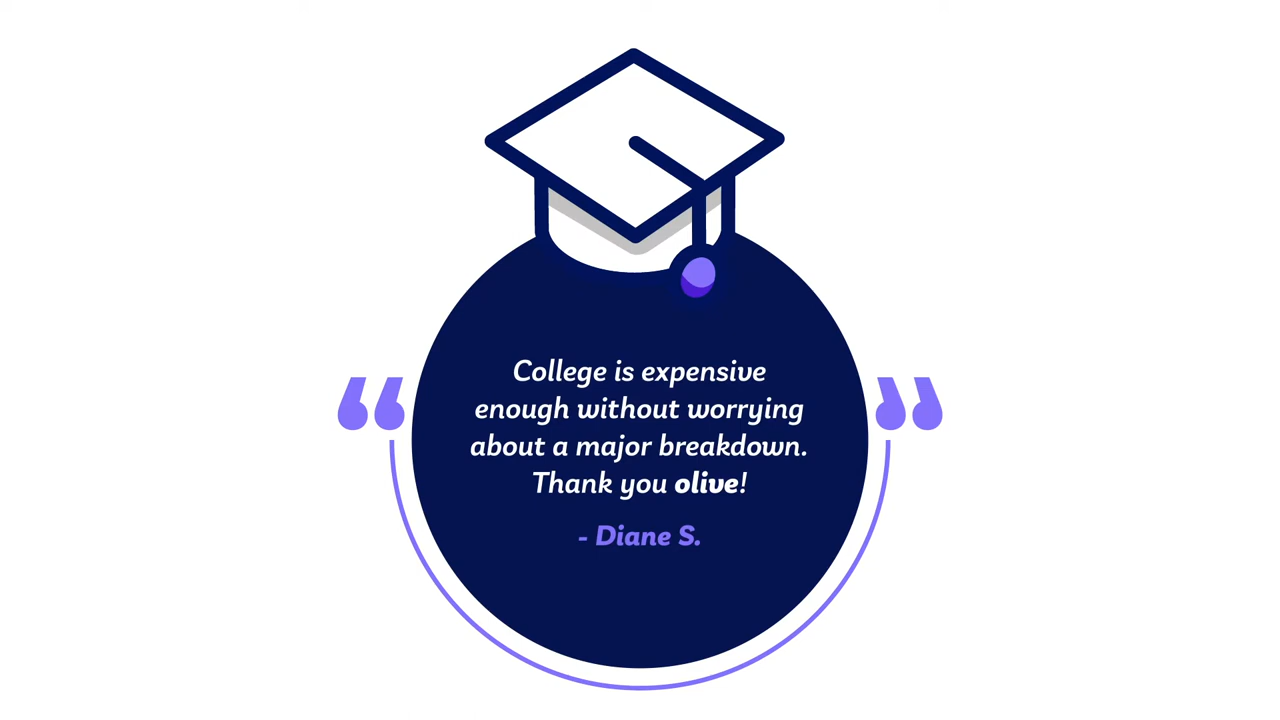 College is expensive
enough without worrying
about a major breakdown.
Thank you olive!
- Diane S.